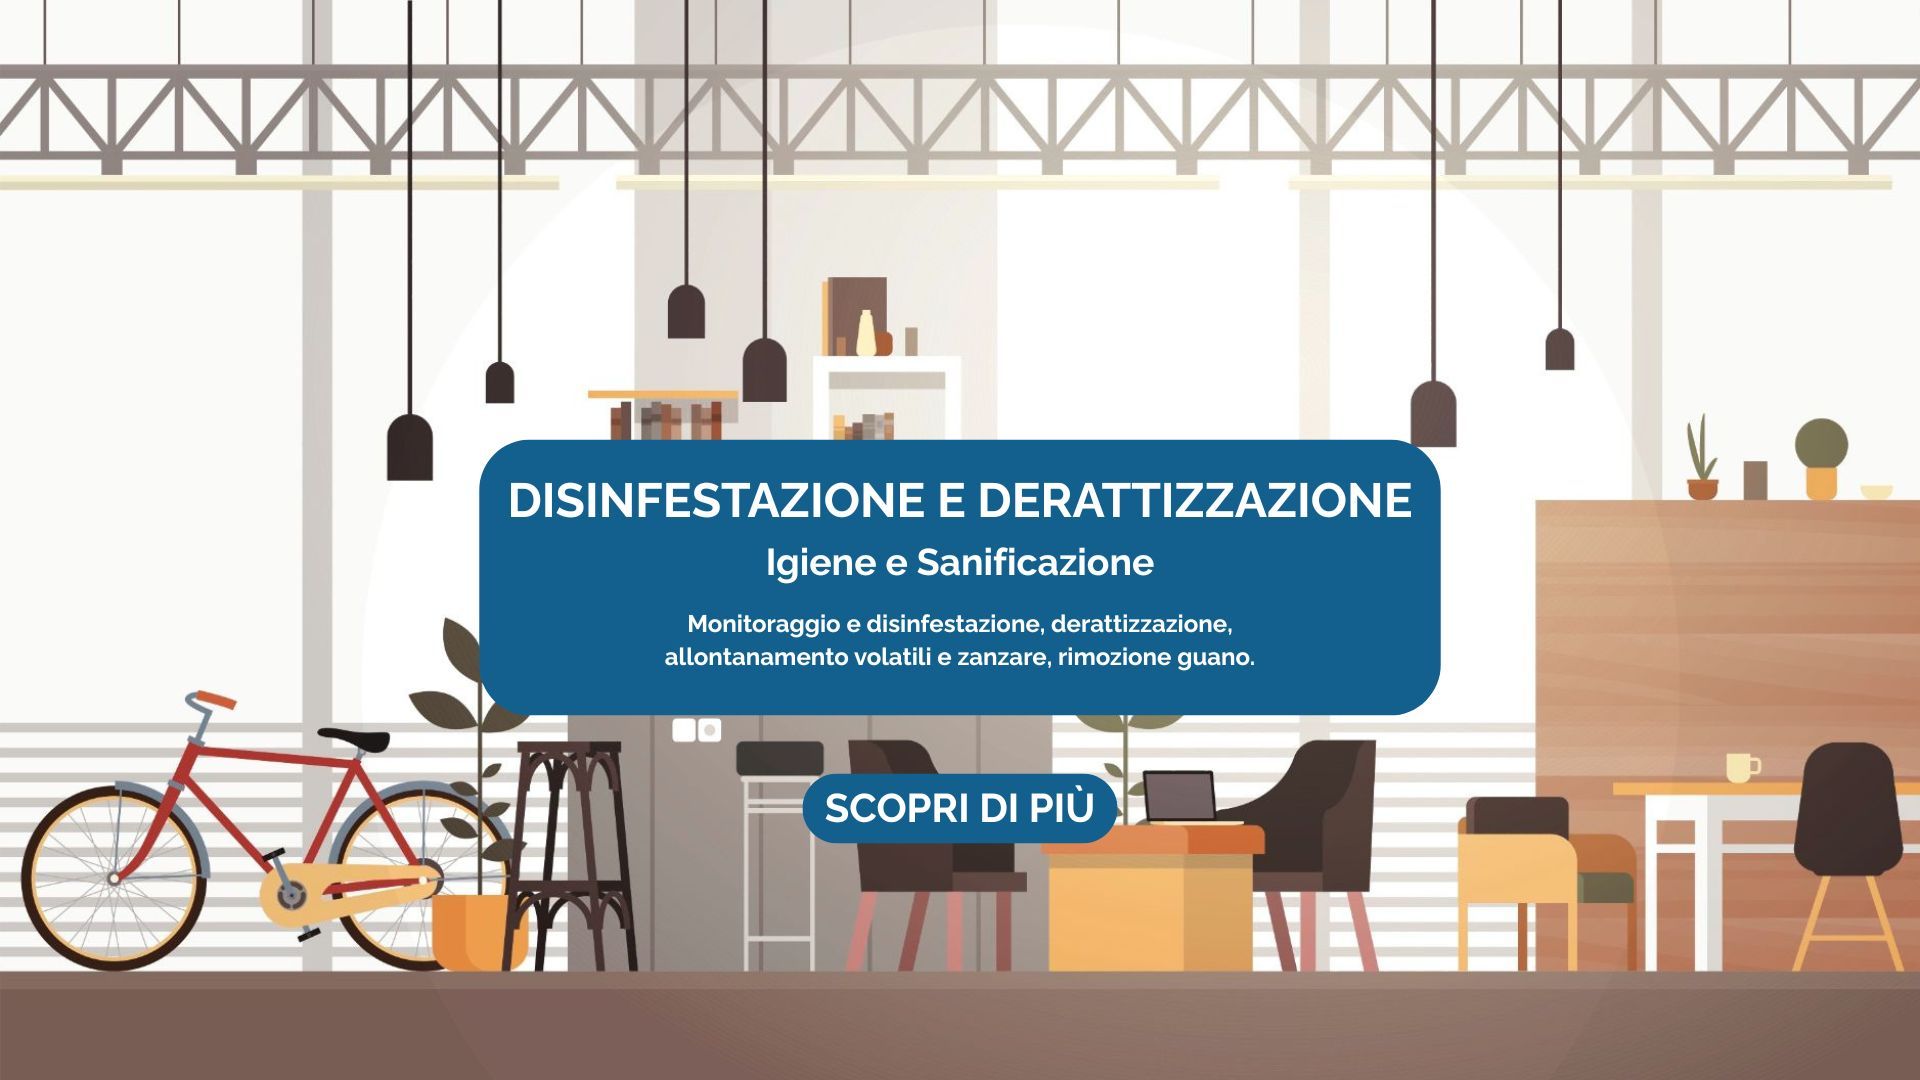 DISINFESTAZIONE E DERATTIZZAZIONE
Igiene e Sanificazione
Monitoraggio e disinfestazione, derattizzazione,
allontanamento volatili e zanzare, rimozione guano.
SCOPRI DI PIÙ